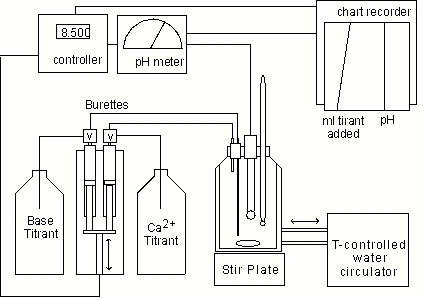 8.500
controller
pH meter
chart recorder
ml tirant
added
pH
Burettes
V
V
Base
Titrant
Ca2+
Titrant
Stir Plate
T-controlled
water
circulator